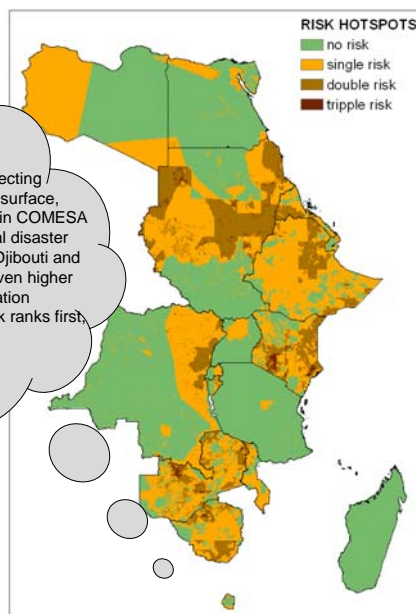 RISK HOTSPOTS
no risk
single risk
double risk
tripple risk
ecting
surface,
in COMESA
al disaster
Djibouti and
ven higher
ation
k ranks first,